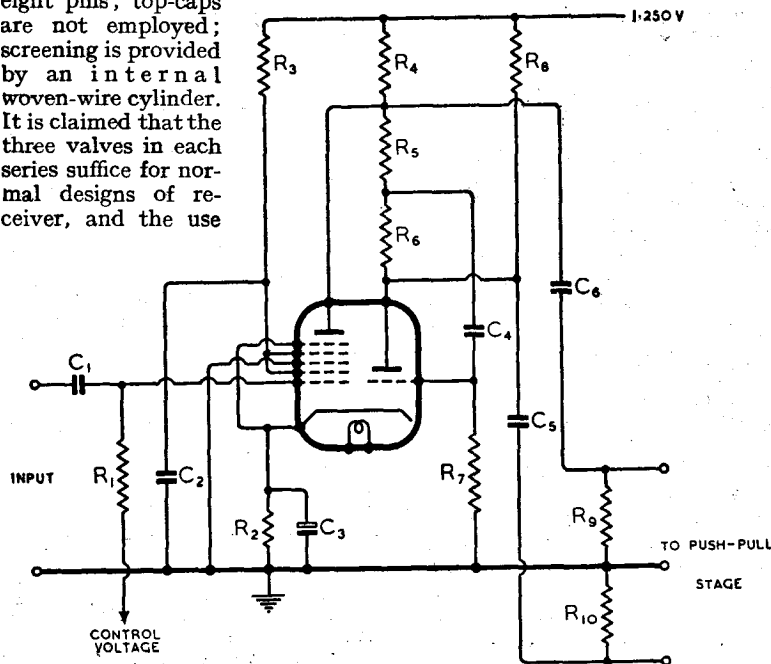 eight pins; top-caps
are not employed;
screening is provided
by an internal
woven-wire cylinder.
It is claimed that the
three valves in each
series suffice for nor-
mal designs of re-
ceiver, and the use
1,250 V
R3
R4
R8
R5
R6
C6
C4
C1
C5
INPUT
R1
C2
R7
R2
C3
R9
TO PUSH-PULL
STAGE
R10
CONTROL
VOLTAGE